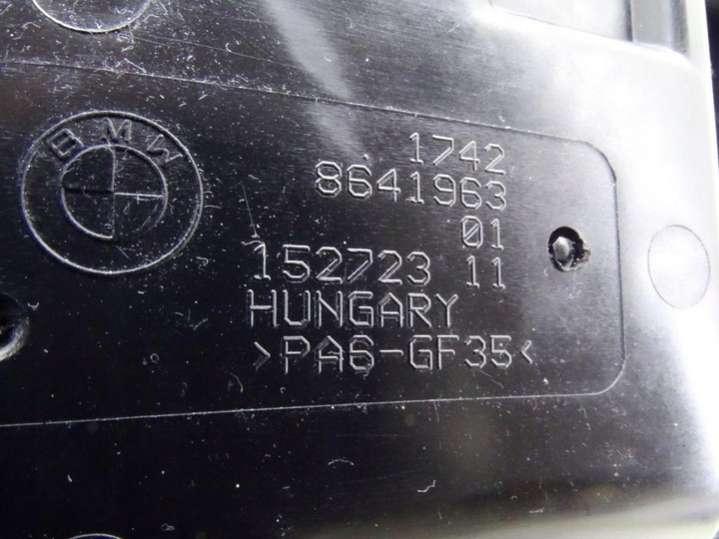 BMW
1742
8641963
01
152723 11
HUNGARY
>PA6-GF35<